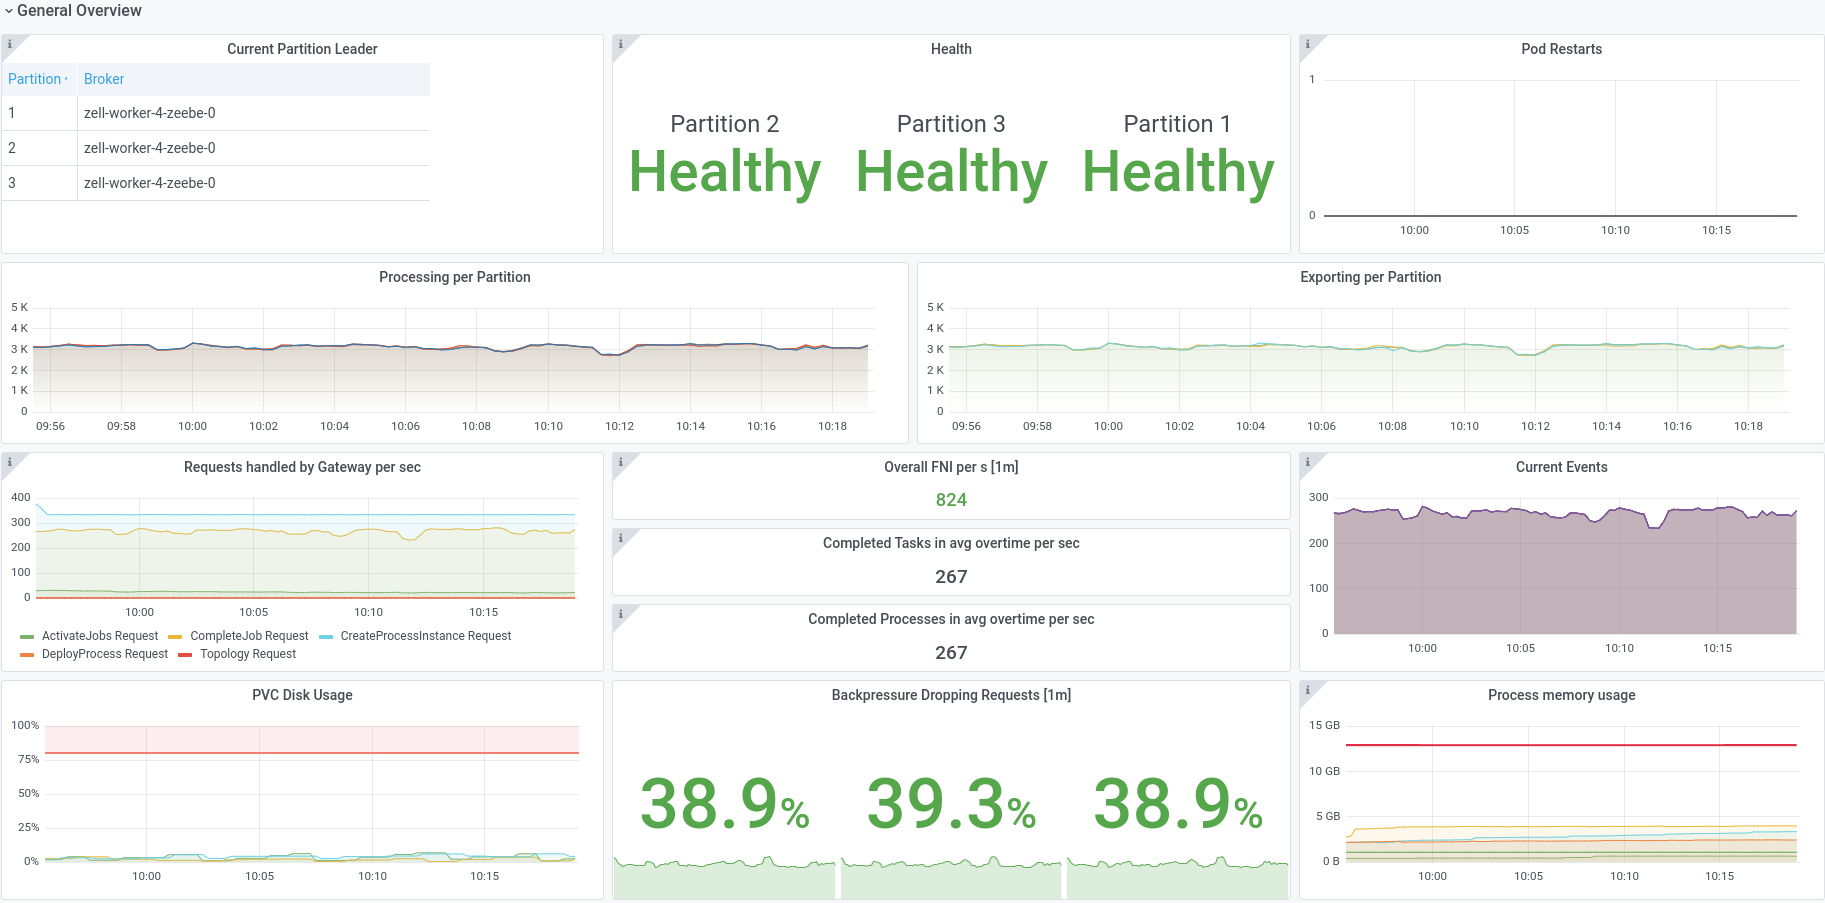 General Overview
Current Partition Leader
Partition
Broker
1
zell-worker-4-zeebe-0
2
zell-worker-4-zeebe-0
3
zell-worker-4-zeebe-0
Health
Partition 2
Healthy
Partition 3
Healthy
Partition 1
Healthy
Pod Restarts
1
0
10:00 10:05 10:10 10:15
Processing per Partition
5 K
4 K
3 K
2 K
1 K
0
09:56 09:58 10:00 10:02 10:04 10:06 10:08 10:10 10:12 10:14 10:16 10:18
Exporting per Partition
5 K
4 K
3 K
2 K
1 K
0
09:56 09:58 10:00 10:02 10:04 10:06 10:08 10:10 10:12 10:14 10:16 10:18
Requests handled by Gateway per sec
400
300
200
100
0
10:00 10:05 10:10 10:15
ActivateJobs Request CompleteJob Request CreateProcessInstance Request
DeployProcess Request Topology Request
Overall FNI per s [1m]
824
Completed Tasks in avg overtime per sec
267
Completed Processes in avg overtime per sec
267
Current Events
300
200
100
0
10:00 10:05 10:10 10:15
PVC Disk Usage
100%
75%
50%
25%
0%
10:00 10:05 10:10 10:15
Backpressure Dropping Requests [1m]
38.9% 39.3% 38.9%
Process memory usage
15 GB
10 GB
5 GB
0 B
10:00 10:05 10:10 10:15